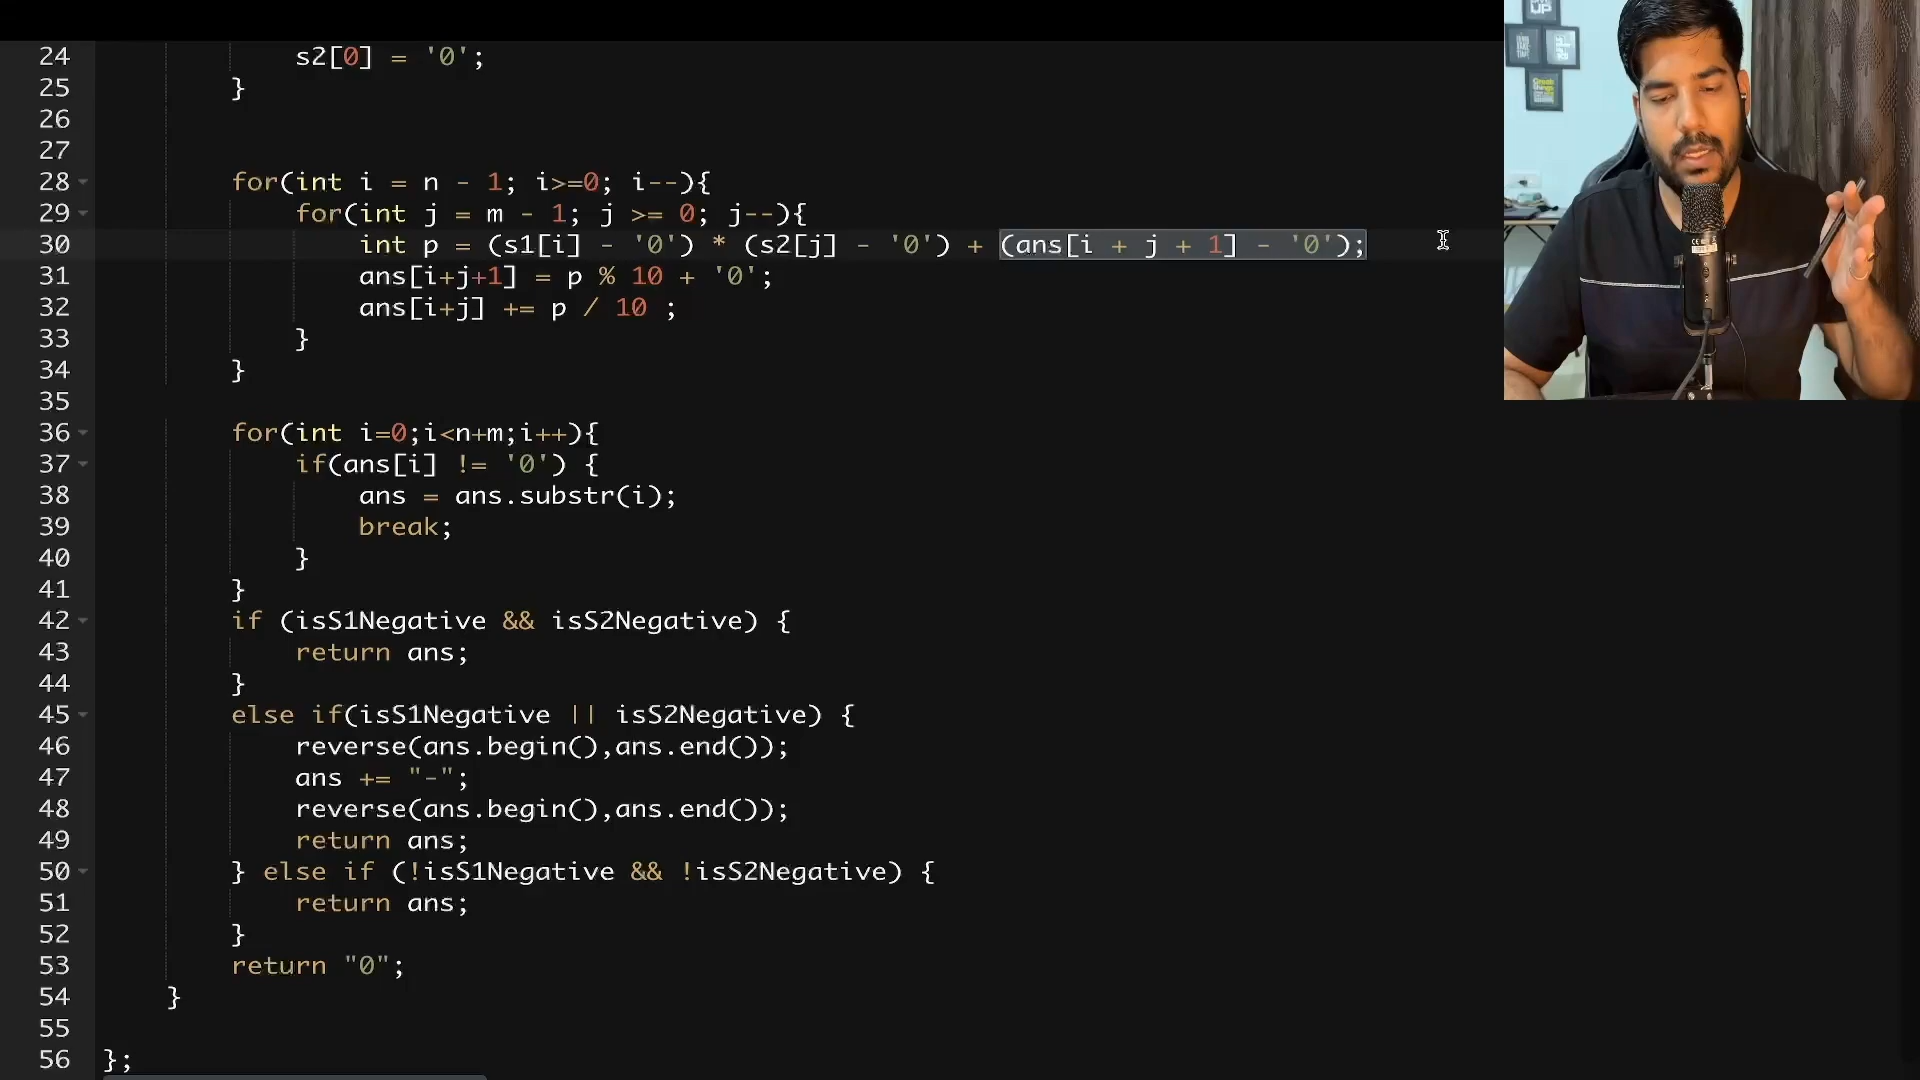 24 s2[0] = '0';
25 }
26
27
28 for(int i = n - 1; i>=0; i--){
29 for(int j = m - 1; j >= 0; j--){
30 int p = (s1[i] - '0') * (s2[j] - '0') + (ans[i + j + 1] - '0');
31 ans[i+j+1] = p % 10 + '0';
32 ans[i+j] += p / 10 ;
33 }
34 }
35
36 for(int i=0;i<n+m;i++){
37 if(ans[i] != '0') {
38 ans = ans.substr(i);
39 break;
40 }
41 }
42 if (isS1Negative && isS2Negative) {
43 return ans;
44 }
45 else if(isS1Negative || isS2Negative) {
46 reverse(ans.begin(),ans.end());
47 ans += "-";
48 reverse(ans.begin(),ans.end());
49 return ans;
50 } else if (!isS1Negative && !isS2Negative) {
51 return ans;
52 }
53 return "0";
54 }
55
56 };
UP